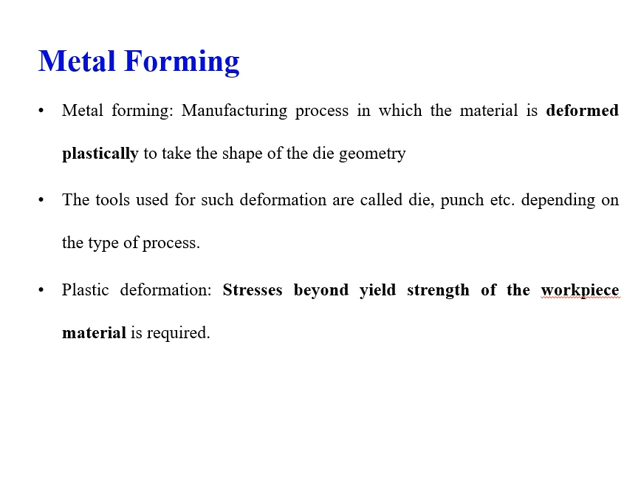 Metal Forming
• Metal forming: Manufacturing process in which the material is deformed
plastically to take the shape of the die geometry
• The tools used for such deformation are called die, punch etc. depending on
the type of process.
• Plastic deformation: Stresses beyond yield strength of the workpiece
material is required.